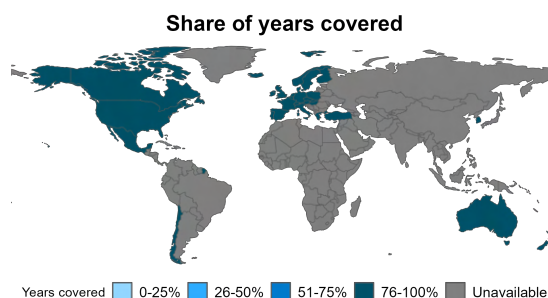 Share of years covered
Years covered 0-25% 26-50% 51-75% 76-100% Unavailable